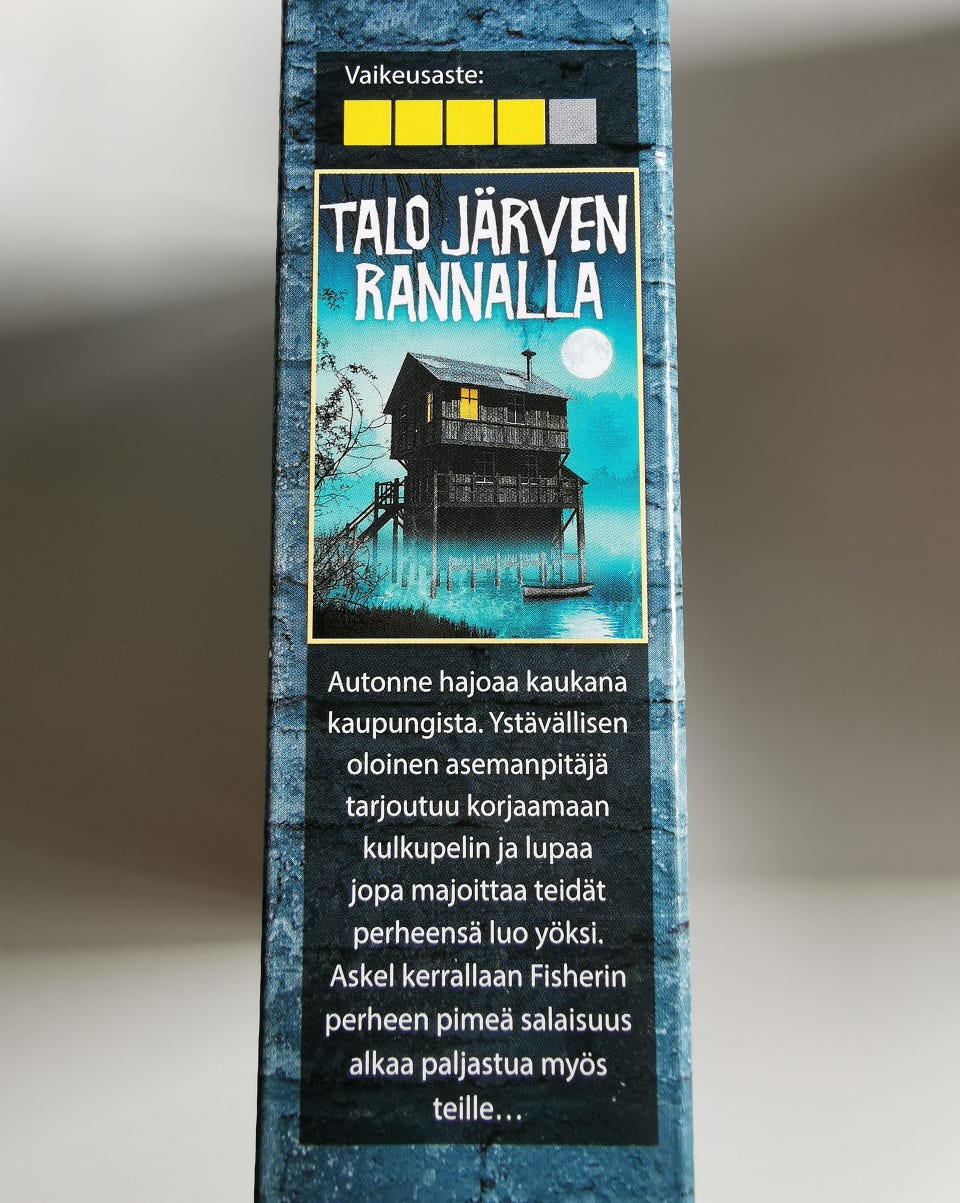 Vaikeusaste:
TALO JÄRVEN
RANNALLA
Autonne hajoaa kaukana
kaupungista. Ystävällisen
oloinen asemanpitäjä
tarjoutuu korjaamaan
kulkupelin ja lupaa
jopa majoittaa teidät
perheensä luo yöksi.
Askel kerrallaan Fisherin
perheen pimeä salaisuus
alkaa paljastua myös
teille...